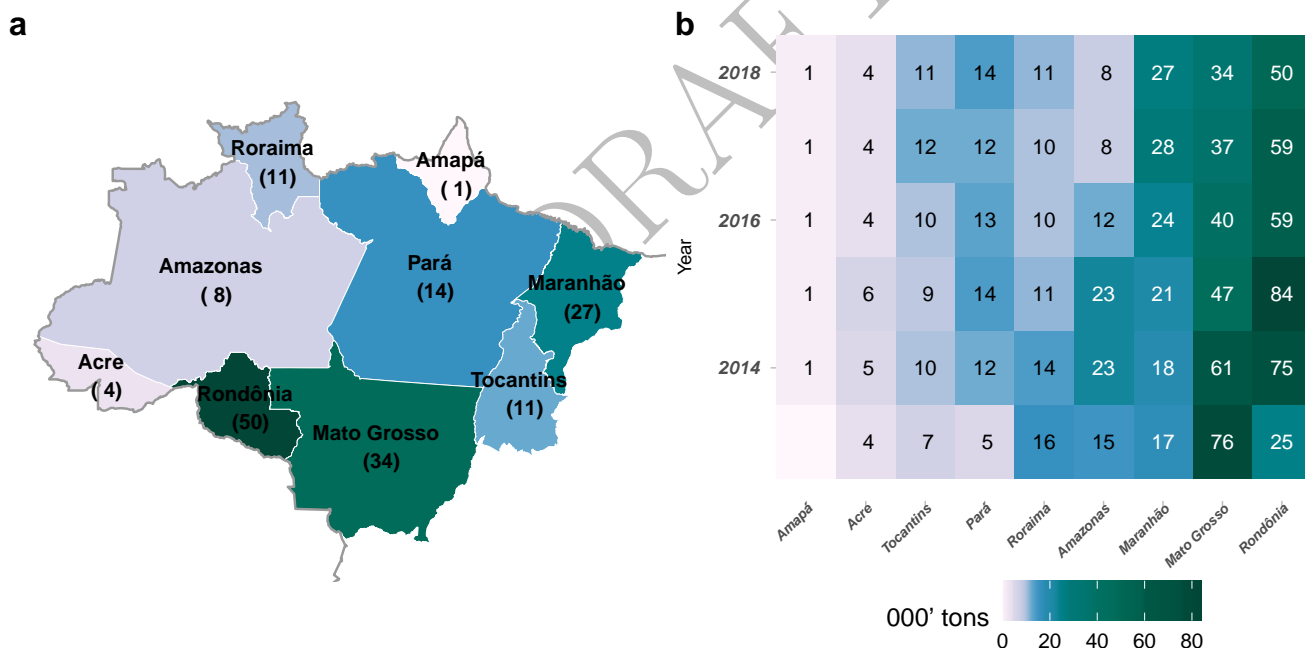 a
Roraima
(11)
Amapá
( 1)
Amazonas
( 8)
Pará
(14)
Maranhão
(27)
Acre
( 4)
Rondônia
(50)
Tocantins
(11)
Mato Grosso
(34)
b
2018 1 4 11 14 11 8 27 34 50
1 4 12 12 10 8 28 37 59
2016 1 4 10 13 10 12 24 40 59
1 6 9 14 11 23 21 47 84
2014 1 5 10 12 14 23 18 61 75
4 7 5 16 15 17 76 25
Year
Amapá Acre Tocantins Pará Roraima Amazonas Maranhão Mato Grosso Rondônia
000' tons
0 20 40 60 80